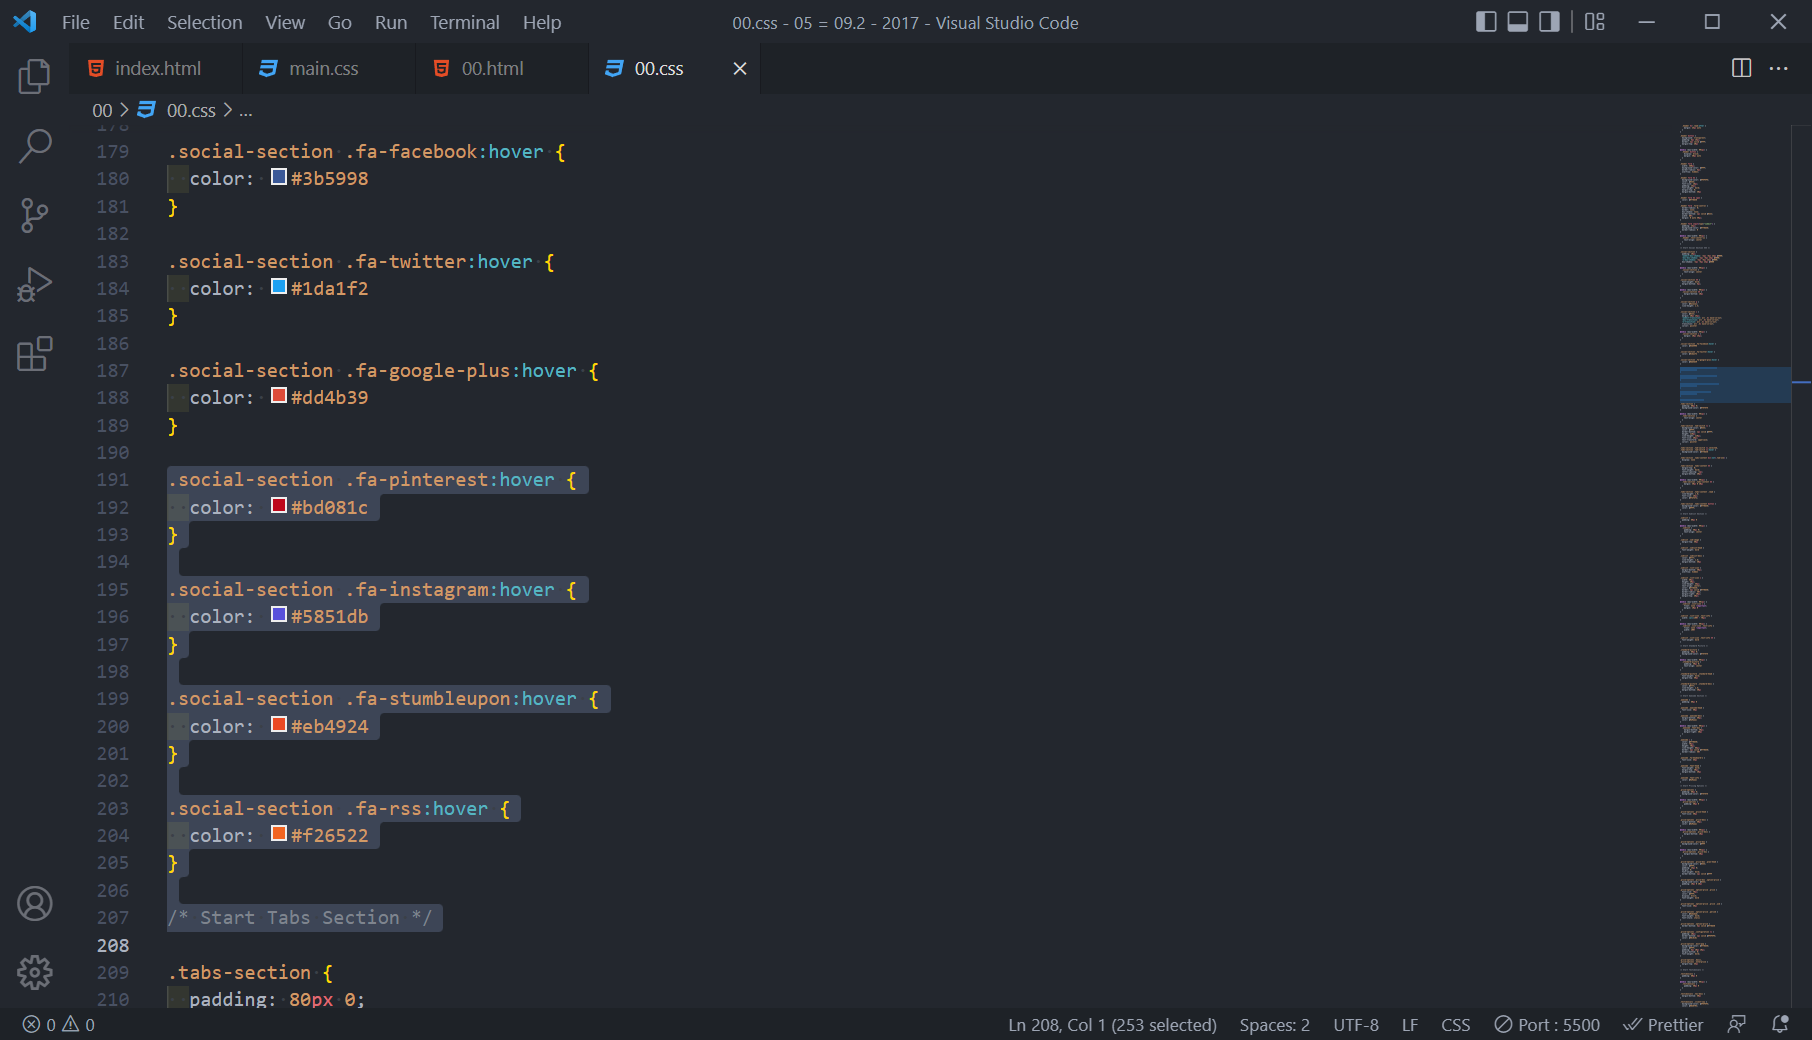 File Edit Selection View Go Run Terminal Help 00.css - 05 = 09.2 - 2017 - Visual Studio Code
index.html main.css 00.html 00.css
00 > 00.css > ...
178
179 .social-section .fa-facebook:hover {
180 color: #3b5998
181 }
182
183 .social-section .fa-twitter:hover {
184 color: #1da1f2
185 }
186
187 .social-section .fa-google-plus:hover {
188 color: #dd4b39
189 }
190
191 .social-section .fa-pinterest:hover {
192 color: #bd081c
193 }
194
195 .social-section .fa-instagram:hover {
196 color: #5851db
197 }
198
199 .social-section .fa-stumbleupon:hover {
200 color: #eb4924
201 }
202
203 .social-section .fa-rss:hover {
204 color: #f26522
205 }
206
207 /* Start Tabs Section */
208
209 .tabs-section {
210 padding: 80px 0;
0 0 Ln 208, Col 1 (253 selected) Spaces: 2 UTF-8 LF CSS Port : 5500 Prettier